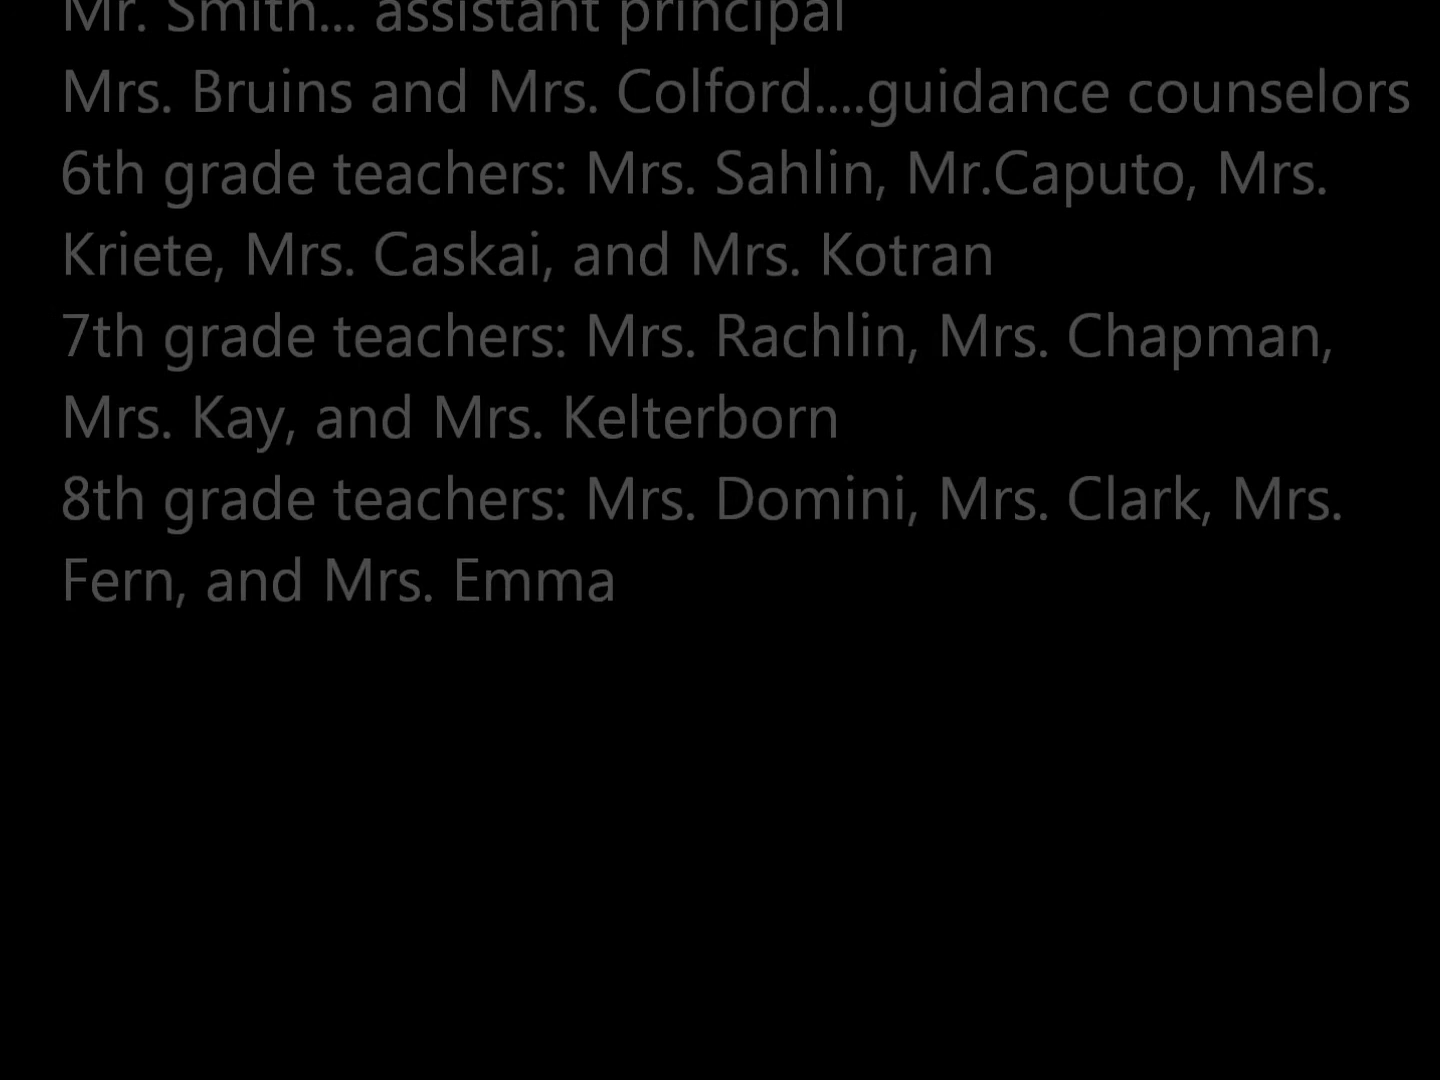 Mr. Smith... assistant principal
Mrs. Bruins and Mrs. Colford....guidance counselors
6th grade teachers: Mrs. Sahlin, Mr.Caputo, Mrs.
Kriete, Mrs. Caskai, and Mrs. Kotran
7th grade teachers: Mrs. Rachlin, Mrs. Chapman,
Mrs. Kay, and Mrs. Kelterborn
8th grade teachers: Mrs. Domini, Mrs. Clark, Mrs.
Fern, and Mrs. Emma